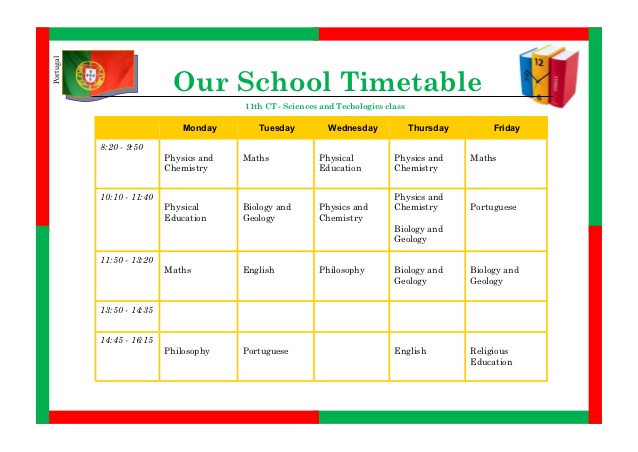 Portugal
Our School Timetable
11th CT - Sciences and Techologies class
Monday Tuesday Wednesday Thursday Friday
8:20 - 9:50
Physics and Chemistry
Maths
Physical Education
Physics and Chemistry
Maths
10:10 - 11:40
Physical Education
Biology and Geology
Physics and Chemistry
Physics and Chemistry
Biology and Geology
Portuguese
11:50 - 13:20
Maths
English
Philosophy
Biology and Geology
Biology and Geology
13:50 - 14:35
14:45 - 16:15
Philosophy
Portuguese
English
Religious Education
12
6